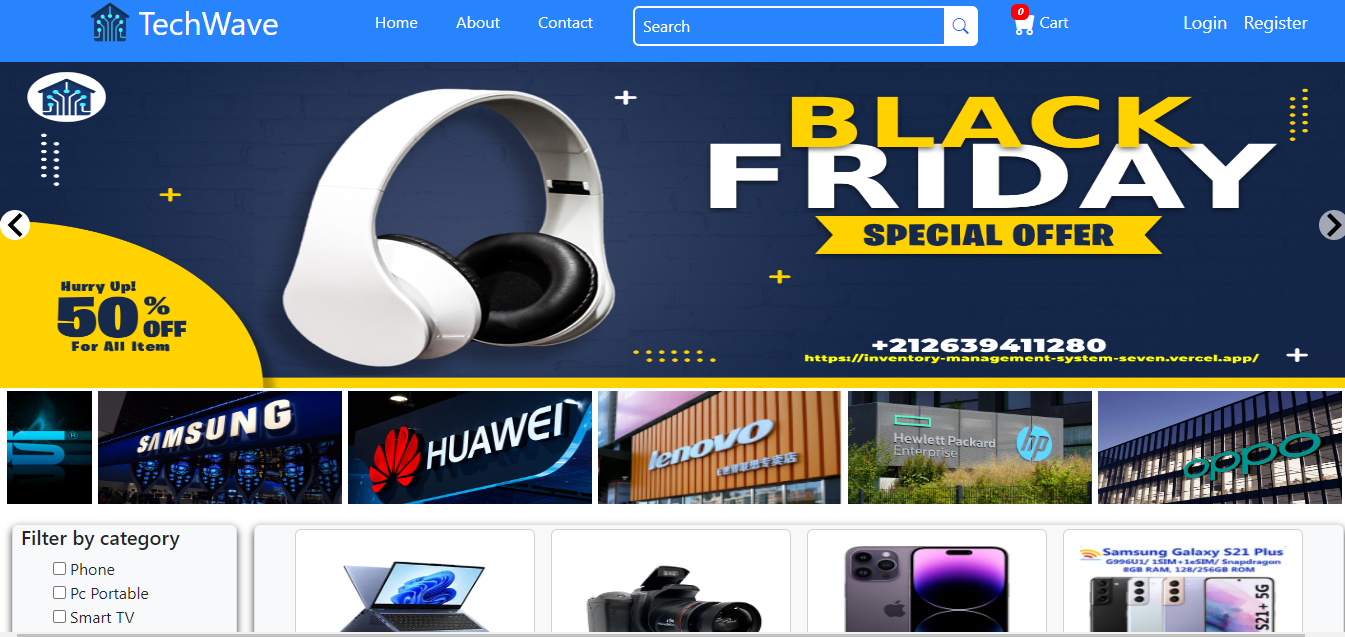 TechWave
Home
About
Contact
Search
0
Cart
Login
Register
BLACK
FRIDAY
SPECIAL OFFER
Hurry Up!
50% OFF
For All Item
+212639411280
https://inventory-management-system-seven.vercel.app/
SAMSUNG
HUAWEI
lenovo
Hewlett Packard
Enterprise
hp
oppo
Filter by category
Phone
Pc Portable
Smart TV
Samsung Galaxy S21 Plus
G996U1/ 1SIM+1eSIM/ Snapdragon
8GB RAM, 128/256GB ROM
S21+ 5G